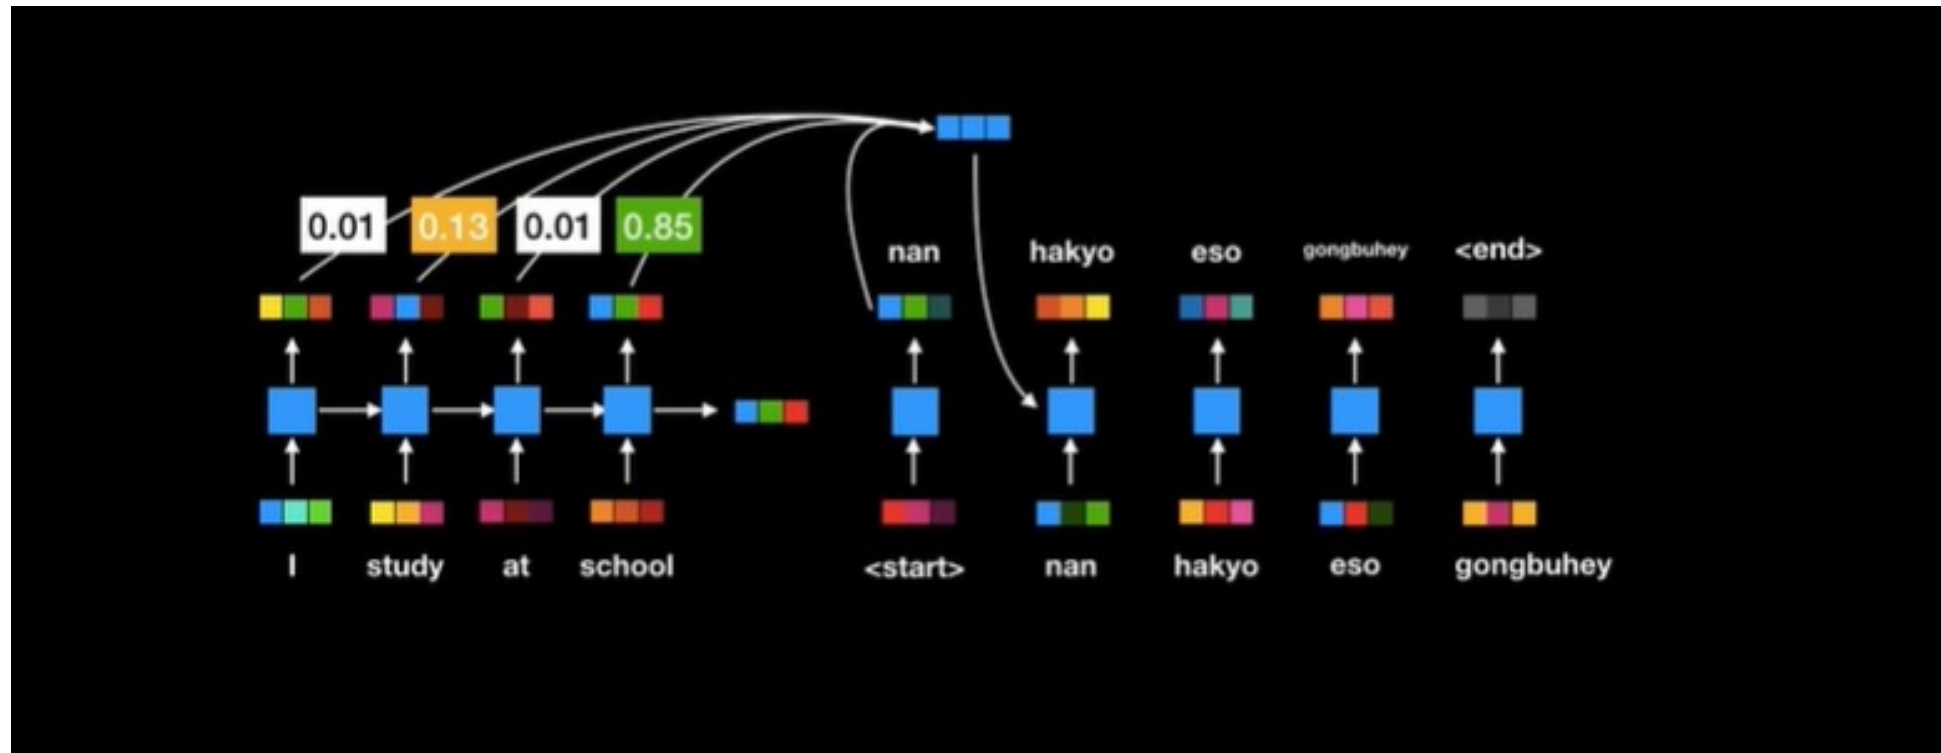 0.01 0.13 0.01 0.85
nan hakyo eso gongbuhey <end>
I study at school <start> nan hakyo eso gongbuhey